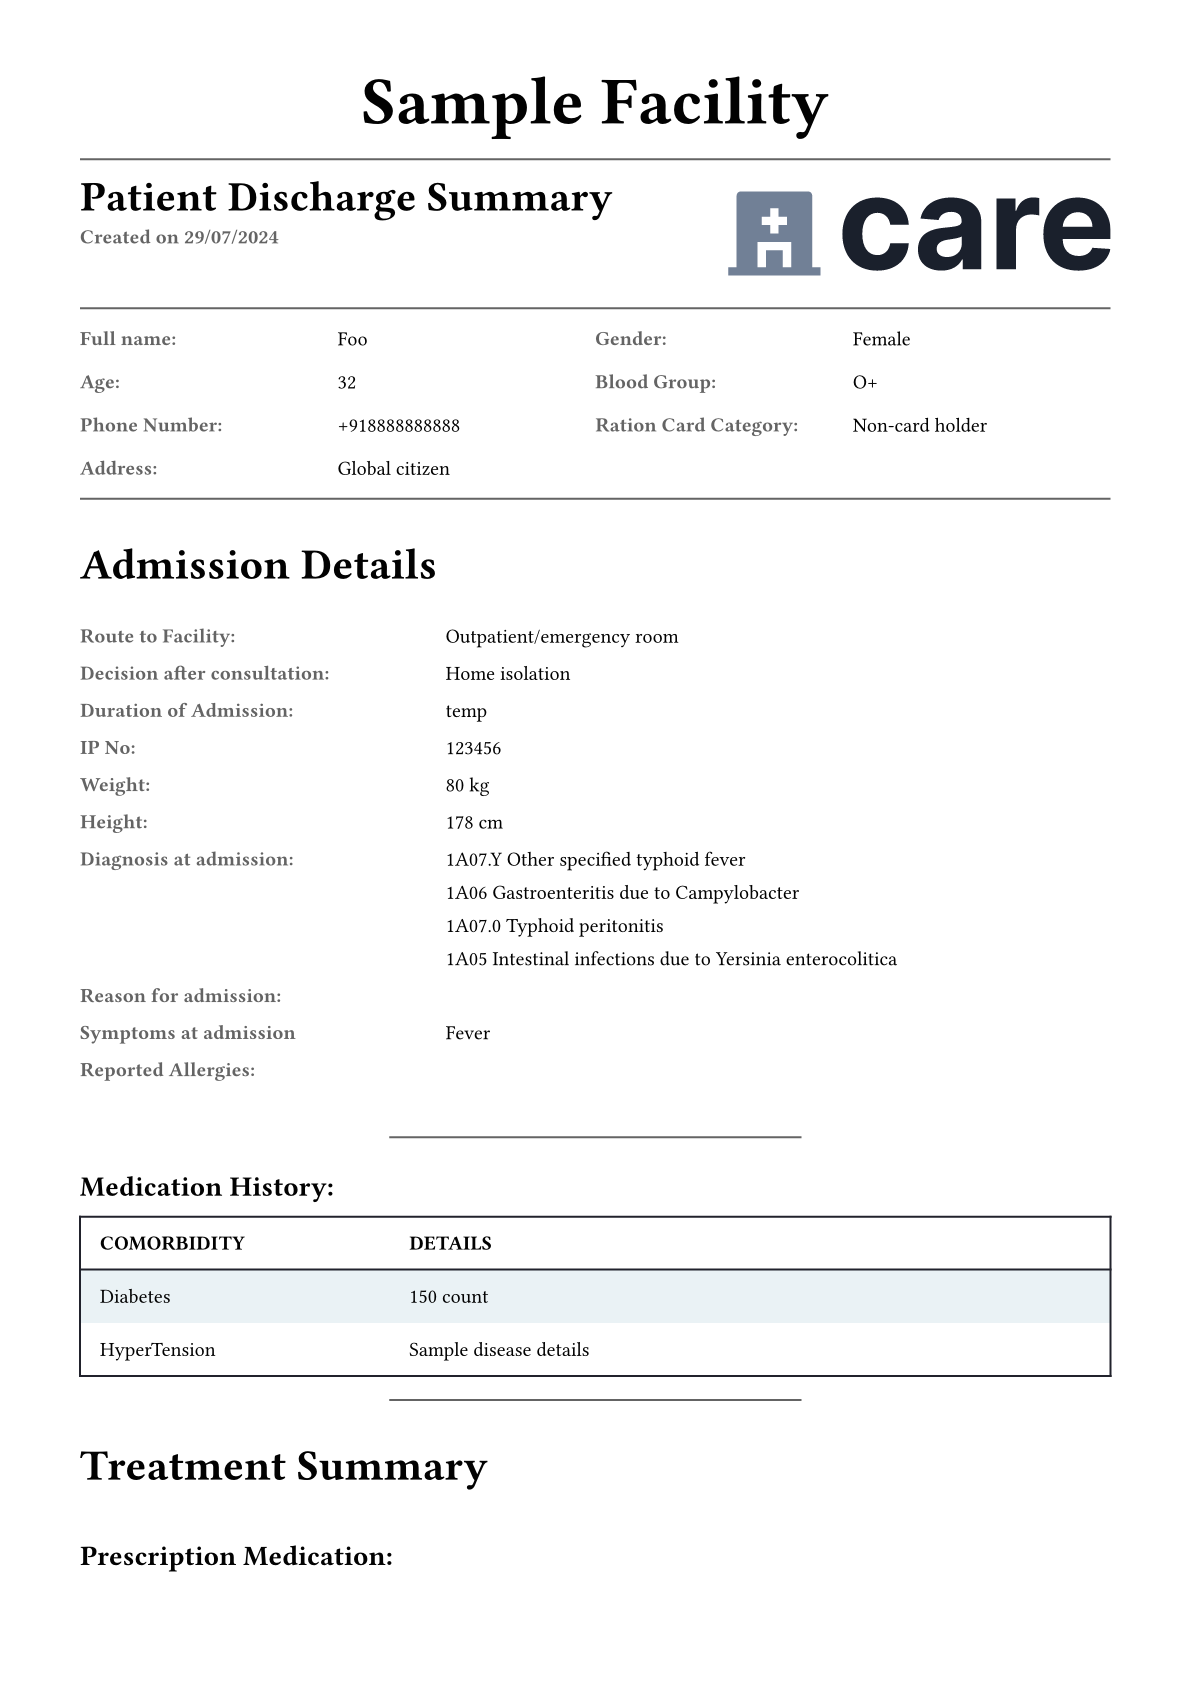 Sample Facility
Patient Discharge Summary
Created on 29/07/2024
care
Full name: Foo Gender: Female
Age: 32 Blood Group: O+
Phone Number: +918888888888 Ration Card Category: Non-card holder
Address: Global citizen
Admission Details
Route to Facility: Outpatient/emergency room
Decision after consultation: Home isolation
Duration of Admission: temp
IP No: 123456
Weight: 80 kg
Height: 178 cm
Diagnosis at admission: 1A07.Y Other specified typhoid fever
1A06 Gastroenteritis due to Campylobacter
1A07.0 Typhoid peritonitis
1A05 Intestinal infections due to Yersinia enterocolitica
Reason for admission:
Symptoms at admission Fever
Reported Allergies:
Medication History:
COMORBIDITY DETAILS
Diabetes 150 count
HyperTension Sample disease details
Treatment Summary
Prescription Medication: